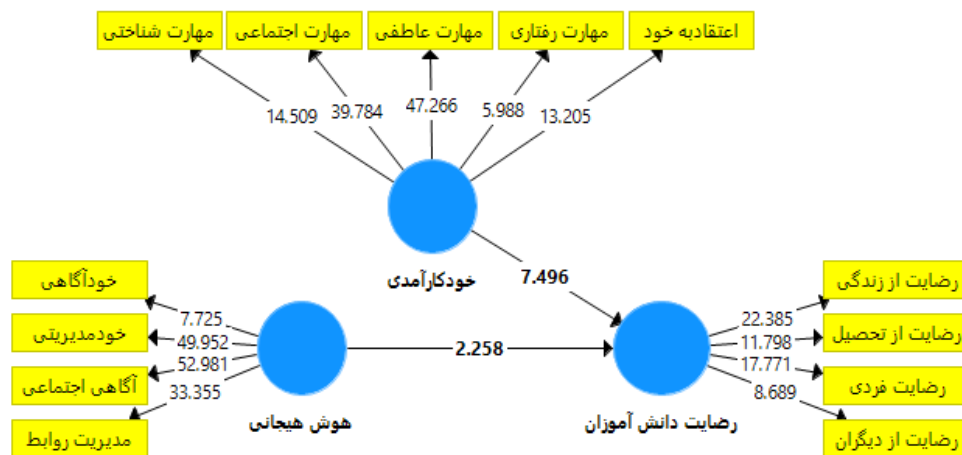 اعتقادبه خود
مهارت رفتاری
مهارت عاطفی
مهارت اجتماعی
مهارت شناختی
14.509
39.784
47.266
5.988
13.205
خودکارآمدی
7.496
خودآگاهی
خودمدیریتی
آگاهی اجتماعی
مدیریت روابط
7.725
49.952
52.981
33.355
هوش هیجانی
2.258
رضایت دانش آموزان
22.385
11.798
17.771
8.689
رضایت از زندگی
رضایت از تحصیل
رضایت فردی
رضایت از دیگران